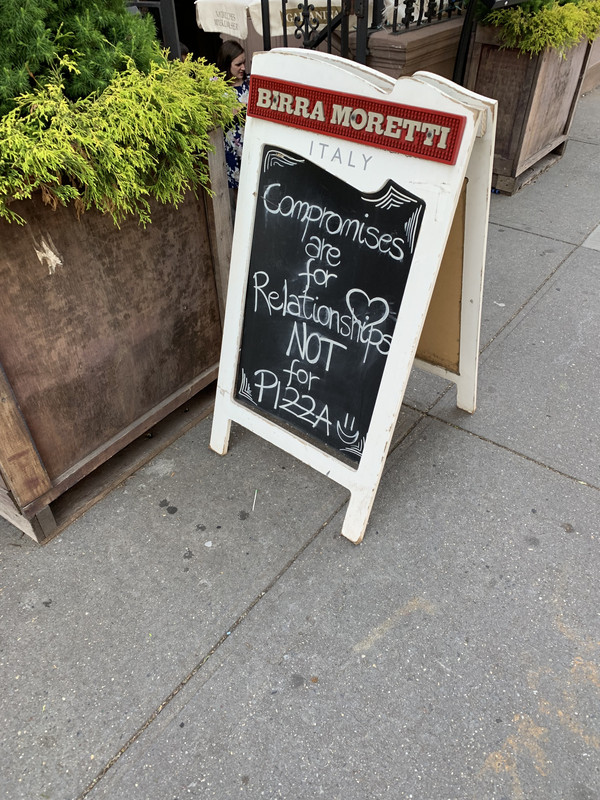 BIRRA MORETTI
ITALY
Compromises
are
for
Relationships
NOT
for
PIZZA